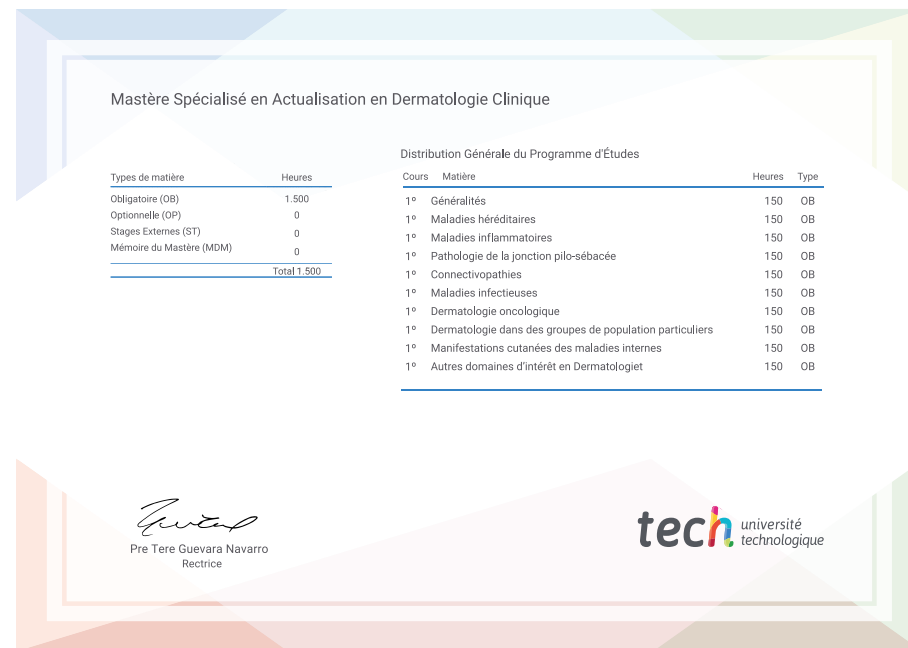 Mastère Spécialisé en Actualisation en Dermatologie Clinique
Types de matière Heures
Obligatoire (OB) 1.500
Optionnelle (OP) 0
Stages Externes (ST) 0
Mémoire du Mastère (MDM) 0
Total 1.500
Distribution Générale du Programme d'Études
Cours Matière Heures Type
1º Généralités 150 OB
1º Maladies héréditaires 150 OB
1º Maladies inflammatoires 150 OB
1º Pathologie de la jonction pilo-sébacée 150 OB
1º Connectivopathies 150 OB
1º Maladies infectieuses 150 OB
1º Dermatologie oncologique 150 OB
1º Dermatologie dans des groupes de population particuliers 150 OB
1º Manifestations cutanées des maladies internes 150 OB
1º Autres domaines d'intérêt en Dermatologiet 150 OB
Pre Tere Guevara Navarro
Rectrice
tech université
technologique